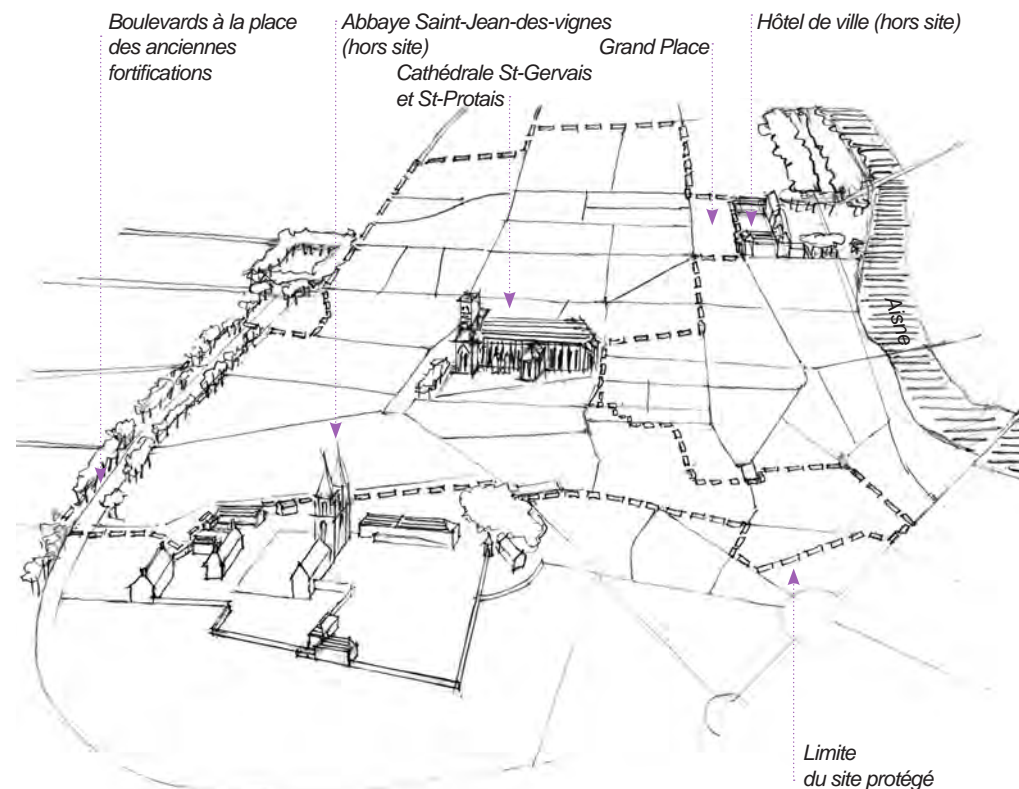 Boulevards à la place
des anciennes
fortifications
Abbaye Saint-Jean-des-vignes
(hors site)
Cathédrale St-Gervais
et St-Protais
Grand Place
Hôtel de ville (hors site)
Aisne
Limite
du site protégé